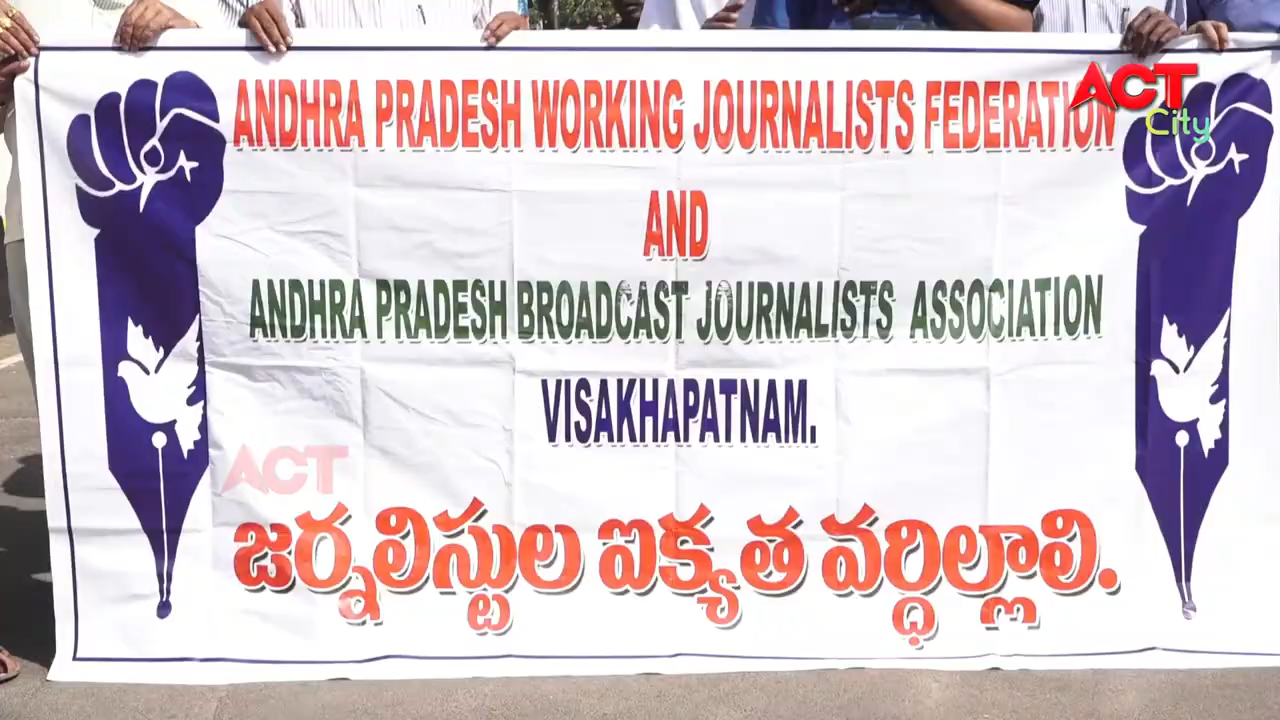 ANDHRA PRADESH WORKING JOURNALISTS FEDERATION
ACT
City
AND
ANDHRA PRADESH BROADCAST JOURNALISTS ASSOCIATION
VISAKHAPATNAM.
ACT
జర్నలిస్టుల ఐక్యత వర్ధిల్లాలి.